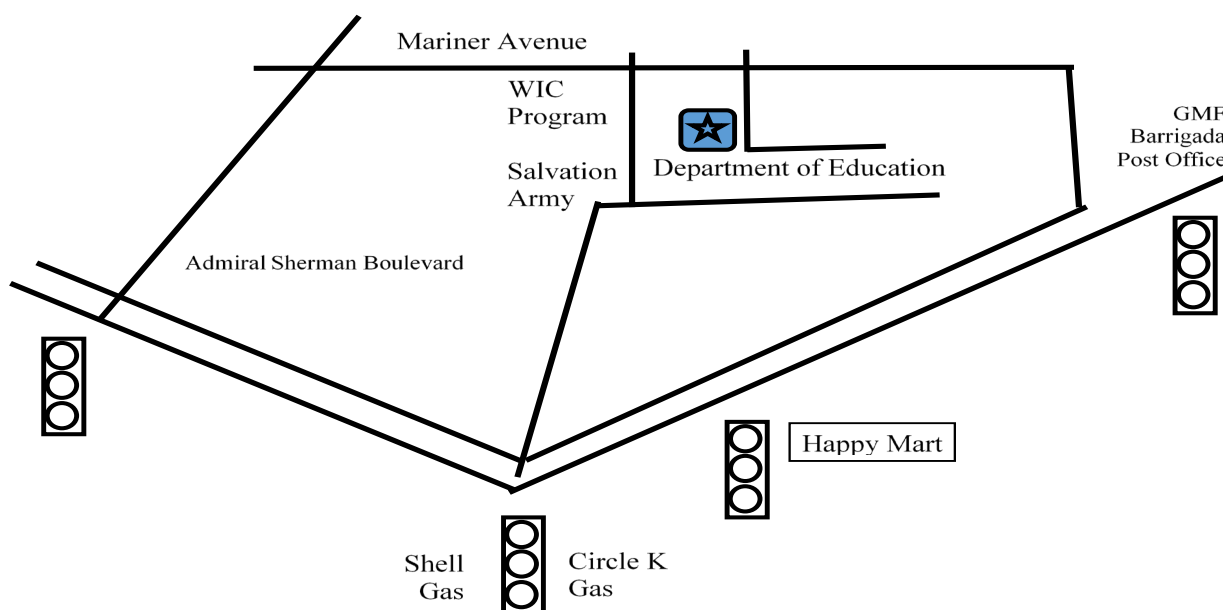 Mariner Avenue
WIC
Program
GMF
Barrigada
Post Office
Department of Education
Salvation
Army
Admiral Sherman Boulevard
Happy Mart
Shell
Gas
Circle K
Gas